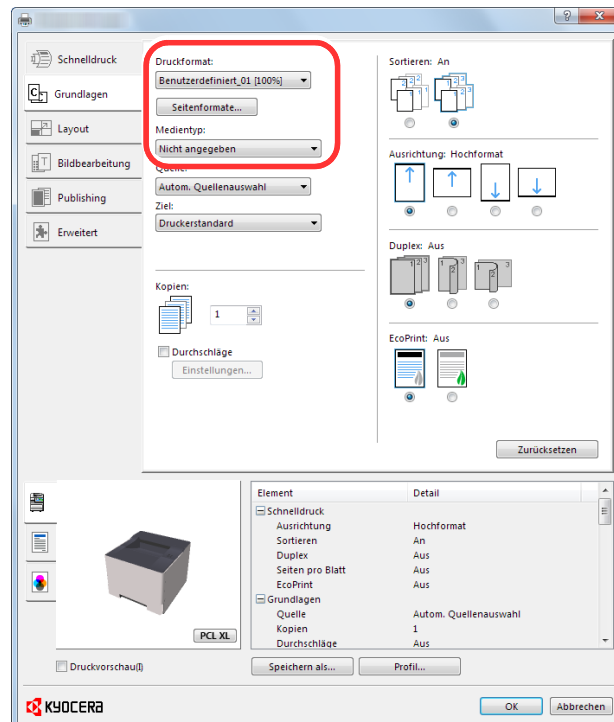 ?
X
Schnelldruck
Grundlagen
Layout
Bildbearbeitung
Publishing
Erweitert
Druckformat:
Benutzerdefiniert_01 [100%]
Seitenformate...
Medientyp:
Nicht angegeben
Quelle:
Autom. Quellenauswahl
Ziel:
Druckerstandard
Kopien:
1
Durchschläge
Einstellungen...
Sortieren: An
Ausrichtung: Hochformat
Duplex: Aus
EcoPrint: Aus
Zurücksetzen
PCL XL
Druckvorschau(I)
Element Detail
Schnelldruck
Ausrichtung Hochformat
Sortieren An
Duplex Aus
Seiten pro Blatt Aus
EcoPrint Aus
Grundlagen
Quelle Autom. Quellenauswahl
Kopien 1
Durchschläge Aus
Speichern als... Profil...
KYOCERA
OK Abbrechen